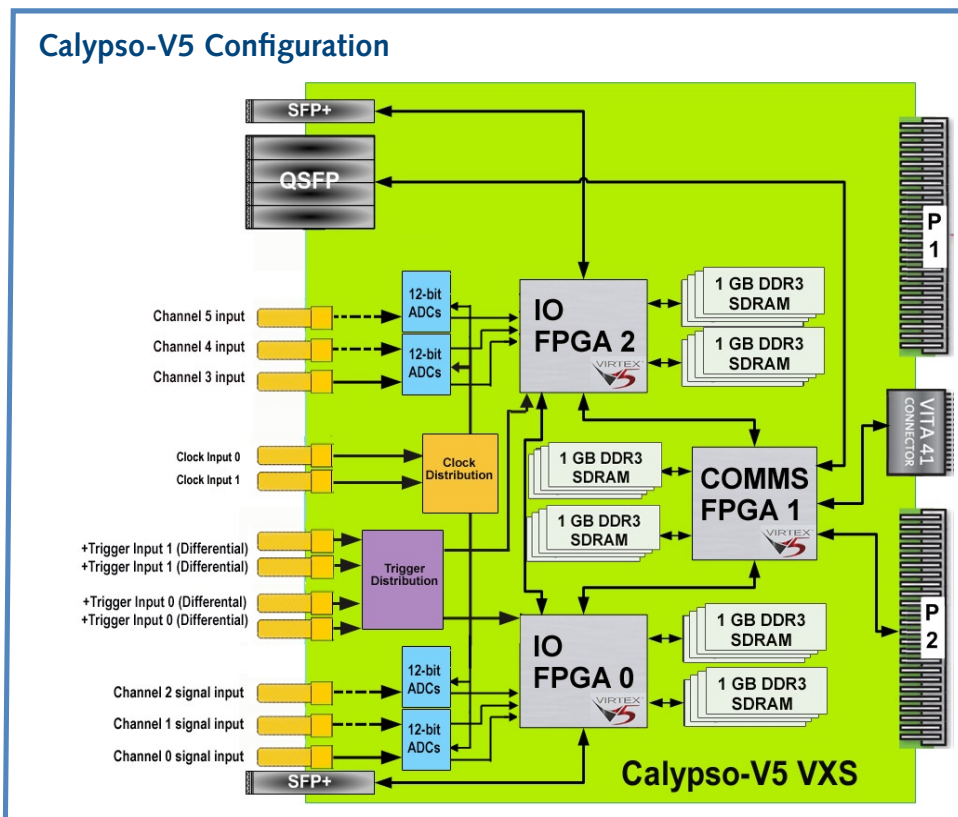 Calypso-V5 Configuration
SFP+
QSFP
P
1
12-bit
ADCs
IO
FPGA 2
VIRTEX
5
1 GB DDR3
SDRAM
1 GB DDR3
SDRAM
Channel 5 input
Channel 4 input
12-bit
ADCs
Channel 3 input
VITA 41
CONNECTOR
Clock Input 0
Clock Input 1
Clock
Distribution
1 GB DDR3
SDRAM
1 GB DDR3
SDRAM
COMMS
FPGA 1
VIRTEX
5
+Trigger Input 1 (Differential)
+Trigger Input 1 (Differential)
+Trigger Input 0 (Differental)
+Trigger Input 0 (Differential)
Trigger
Distribution
P
2
IO
FPGA 0
VIRTEX
5
1 GB DDR3
SDRAM
1 GB DDR3
SDRAM
12-bit
ADCs
Channel 2 signal input
Channel 1 signal input
12-bit
ADCs
Channel 0 signal input
SFP+
Calypso-V5 VXS